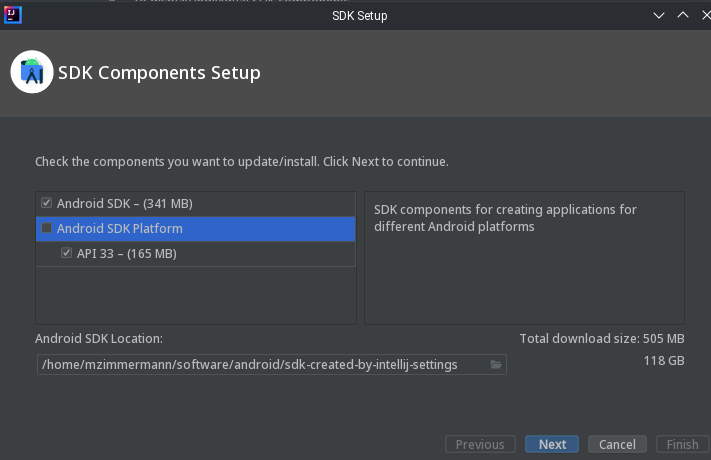 SDK Setup
SDK Components Setup
Check the components you want to update/install. Click Next to continue.
Android SDK – (341 MB)
Android SDK Platform
API 33 – (165 MB)
SDK components for creating applications for
different Android platforms
Android SDK Location:
Total download size: 505 MB
/home/mzimmermann/software/android/sdk-created-by-intellij-settings
118 GB
Previous
Next
Cancel
Finish